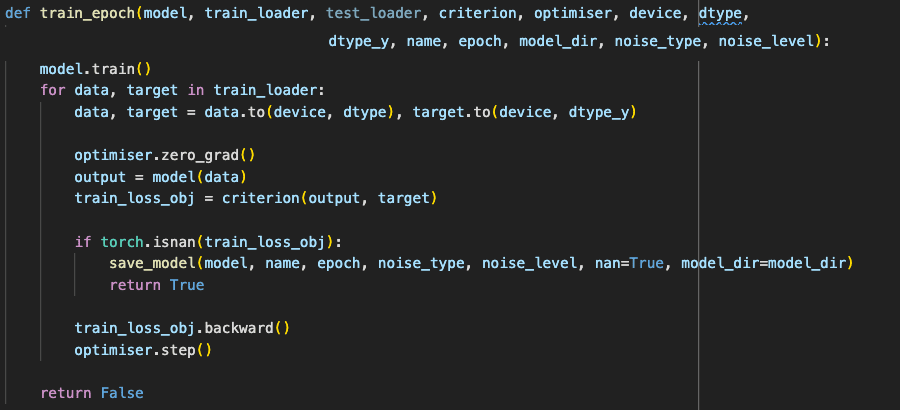 def train_epoch(model, train_loader, test_loader, criterion, optimiser, device, dtype,
                dtype_y, name, epoch, model_dir, noise_type, noise_level):
    model.train()
    for data, target in train_loader:
        data, target = data.to(device, dtype), target.to(device, dtype_y)

        optimiser.zero_grad()
        output = model(data)
        train_loss_obj = criterion(output, target)

        if torch.isnan(train_loss_obj):
            save_model(model, name, epoch, noise_type, noise_level, nan=True, model_dir=model_dir)
            return True

        train_loss_obj.backward()
        optimiser.step()

    return False